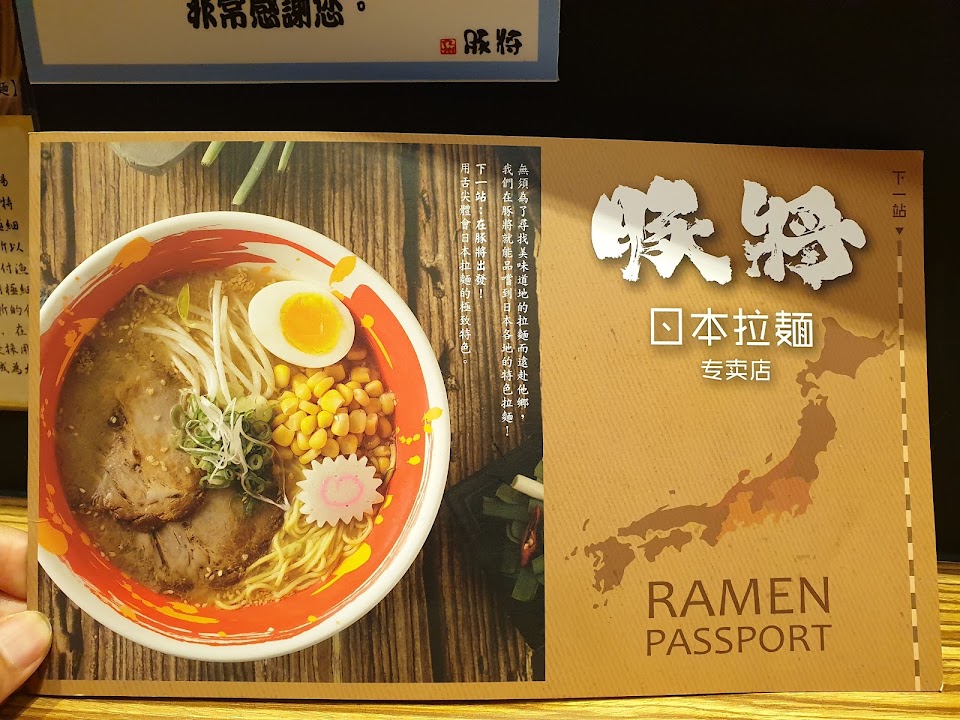 非常感謝您。
豚將
無須為了尋找美味道地的拉麵而遠赴他鄉，
我們在豚將就能品嚐到日本各地的特色拉麵！
下一站：在豚將出發！
用舌尖體會日本拉麵的極致特色。
豚將
日本拉麺
专卖店
下一站
RAMEN
PASSPORT